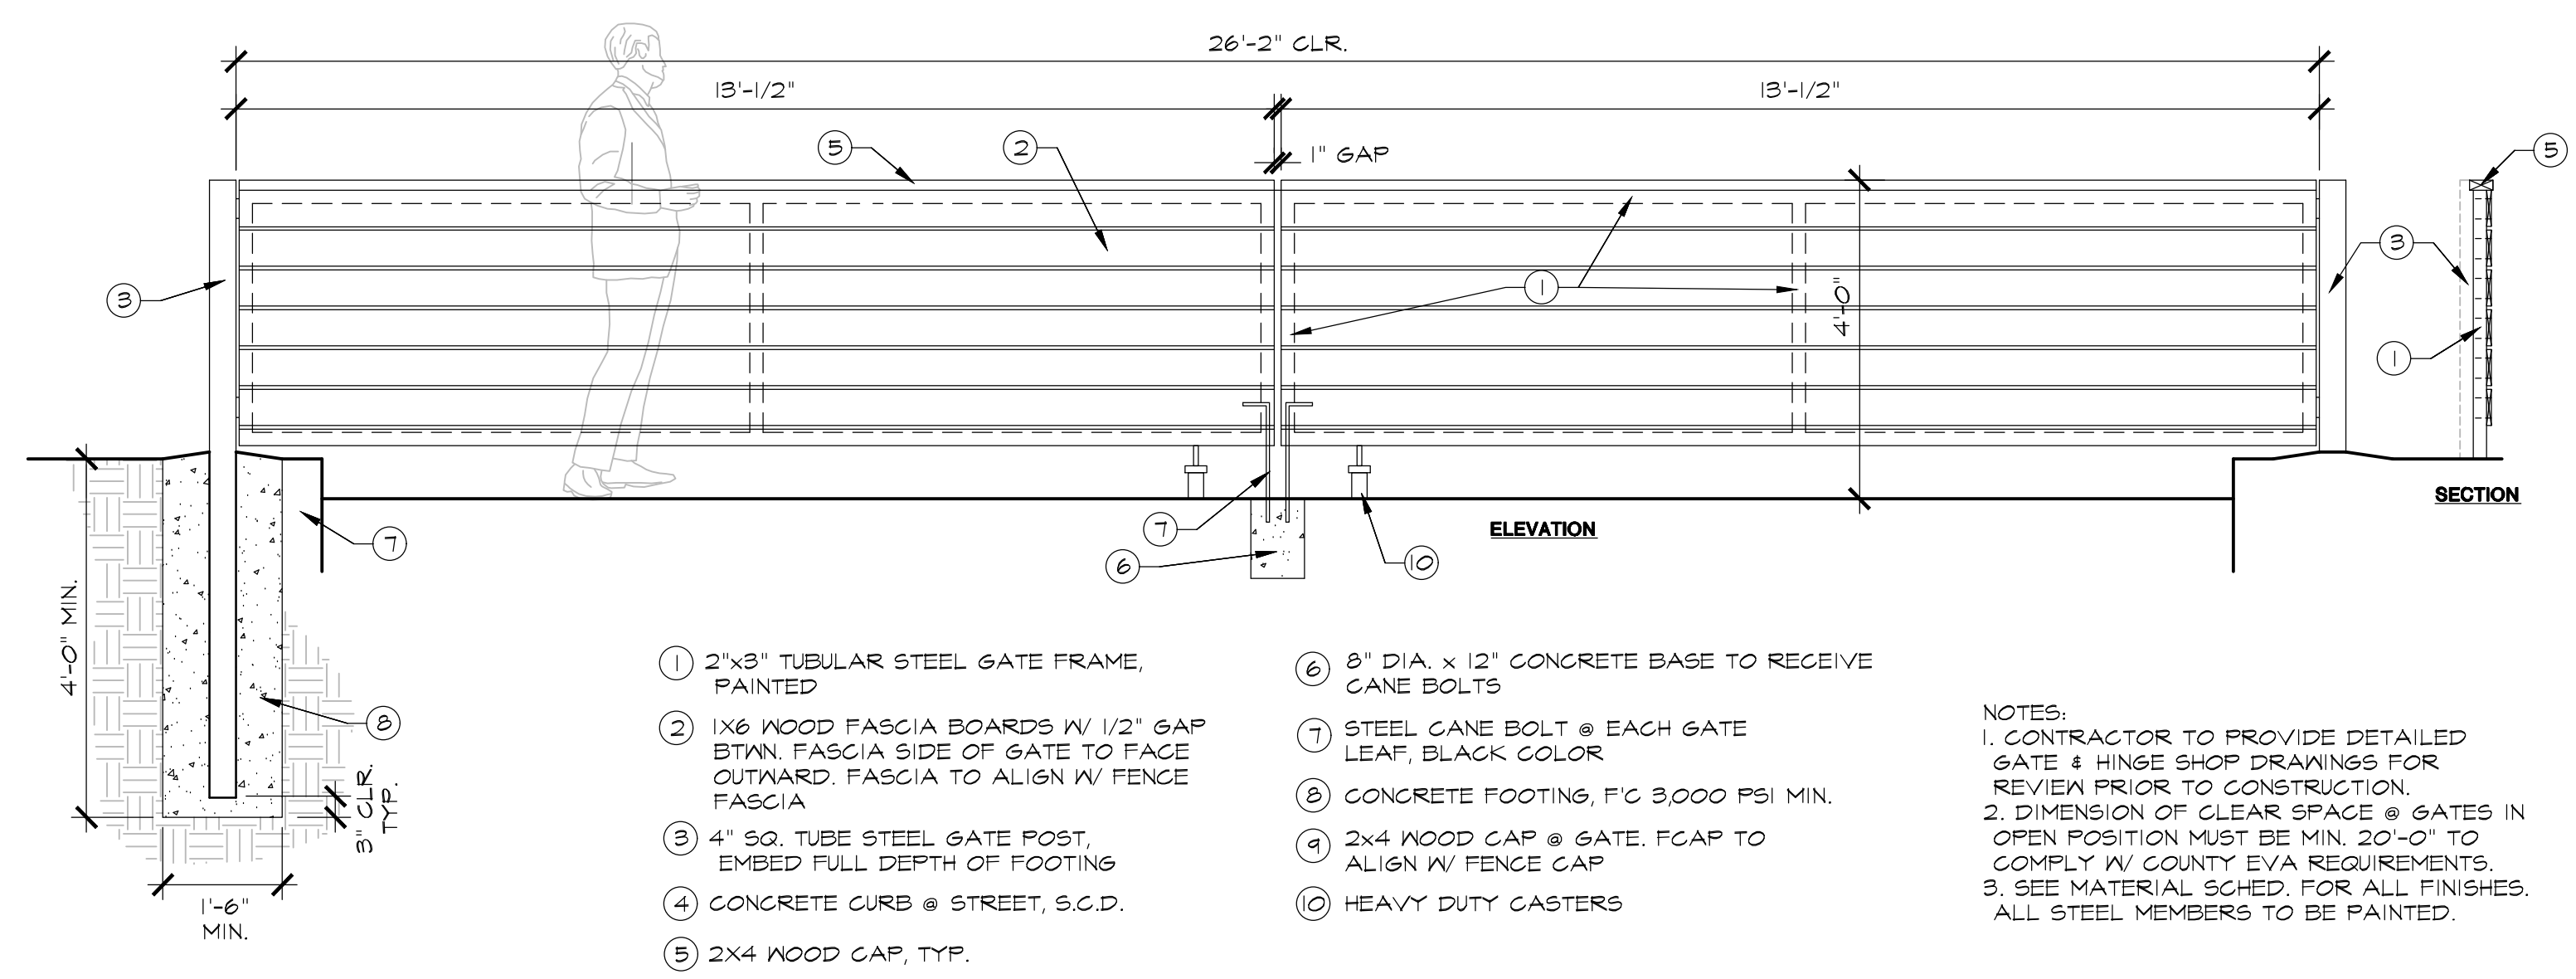 26'-2" CLR.
13'-1/2"
13'-1/2"
1" GAP
5
2
5
3
3
1
4'-0"
1
3
7
7
6
10
ELEVATION
SECTION
4'-0" MIN.
8
3" CLR.
TYP.
1'-6"
MIN.
1 2"x3" TUBULAR STEEL GATE FRAME,
PAINTED
2 1X6 WOOD FASCIA BOARDS W/ 1/2" GAP
BTWN. FASCIA SIDE OF GATE TO FACE
OUTWARD. FASCIA TO ALIGN W/ FENCE
FASCIA
3 4" SQ. TUBE STEEL GATE POST,
EMBED FULL DEPTH OF FOOTING
4 CONCRETE CURB @ STREET, S.C.D.
5 2X4 WOOD CAP, TYP.
6 8" DIA. x 12" CONCRETE BASE TO RECEIVE
CANE BOLTS
7 STEEL CANE BOLT @ EACH GATE
LEAF, BLACK COLOR
8 CONCRETE FOOTING, F'C 3,000 PSI MIN.
9 2x4 WOOD CAP @ GATE. FCAP TO
ALIGN W/ FENCE CAP
10 HEAVY DUTY CASTERS
NOTES:
1. CONTRACTOR TO PROVIDE DETAILED
GATE & HINGE SHOP DRAWINGS FOR
REVIEW PRIOR TO CONSTRUCTION.
2. DIMENSION OF CLEAR SPACE @ GATES IN
OPEN POSITION MUST BE MIN. 20'-0" TO
COMPLY W/ COUNTY EVA REQUIREMENTS.
3. SEE MATERIAL SCHED. FOR ALL FINISHES.
ALL STEEL MEMBERS TO BE PAINTED.